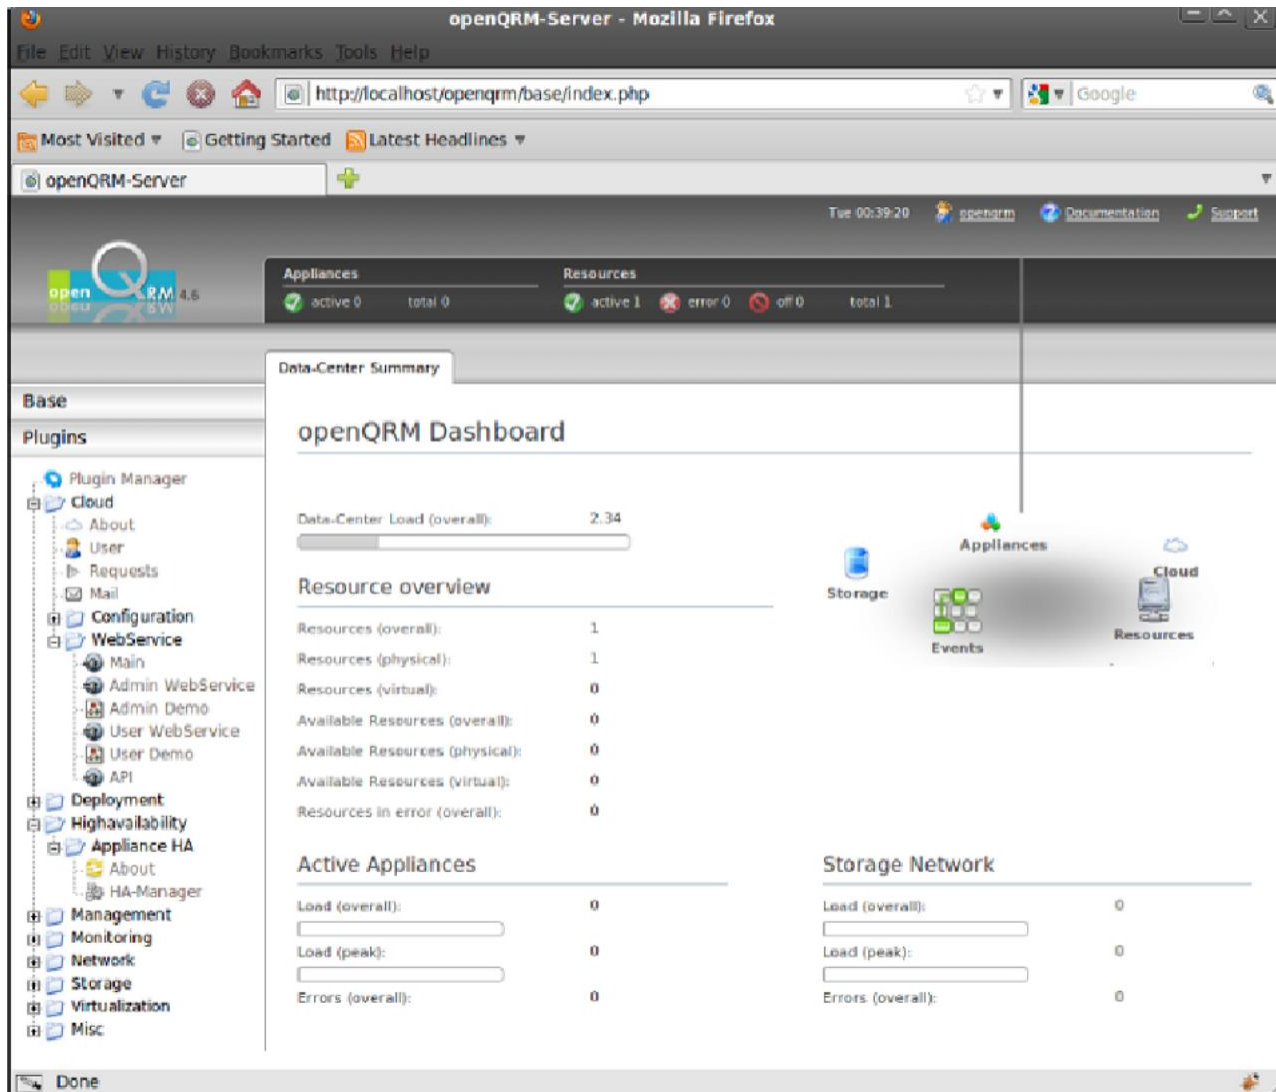 openQRM-Server - Mozilla Firefox
File Edit View History Bookmarks Tools Help
http://localhost/openqrm/base/index.php
Google
Most Visited Getting Started Latest Headlines
openQRM-Server
Tue 00:39:20 openqrm Documentation Support
open QRM 4.6
Appliances Resources
active 0 total 0 active 1 error 0 off 0 total 1
Data-Center Summary
Base
Plugins
Plugin Manager
Cloud
About
User
Requests
Mail
Configuration
WebService
Main
Admin WebService
Admin Demo
User WebService
User Demo
API
Deployment
Highavailability
Appliance HA
About
HA-Manager
Management
Monitoring
Network
Storage
Virtualization
Misc
openQRM Dashboard
Data-Center Load (overall): 2.34
Appliances
Cloud
Storage
Resources
Events
Resource overview
Resources (overall): 1
Resources (physical): 1
Resources (virtual): 0
Available Resources (overall): 0
Available Resources (physical): 0
Available Resources (virtual): 0
Resources in error (overall): 0
Active Appliances
Load (overall): 0
Load (peak): 0
Errors (overall): 0
Storage Network
Load (overall): 0
Load (peak): 0
Errors (overall): 0
Done